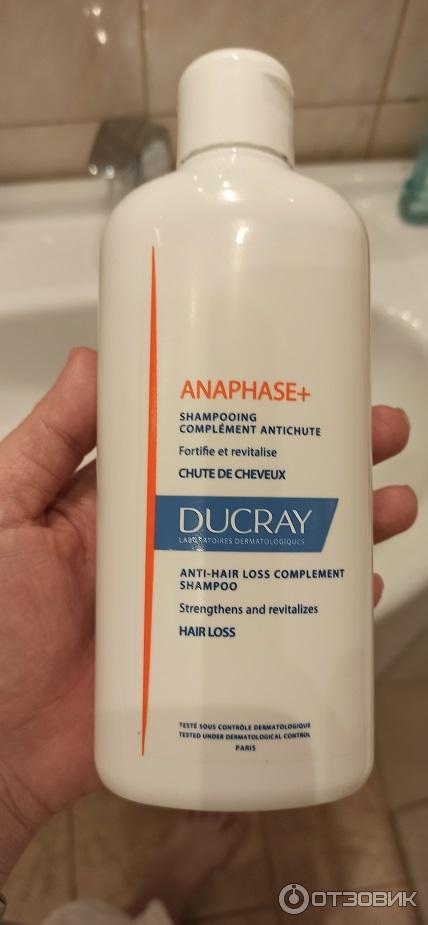 ANAPHASE+
SHAMPOOING
COMPLÉMENT ANTICHUTE
Fortifie et revitalise
CHUTE DE CHEVEUX
DUCRAY
LABORATOIRES DERMATOLOGIQUES
ANTI-HAIR LOSS COMPLEMENT
SHAMPOO
Strengthens and revitalizes
HAIR LOSS
TESTÉ SOUS CONTRÔLE DERMATOLOGIQUE
TESTED UNDER DERMATOLOGICAL CONTROL
PARIS
ОТЗОВИК